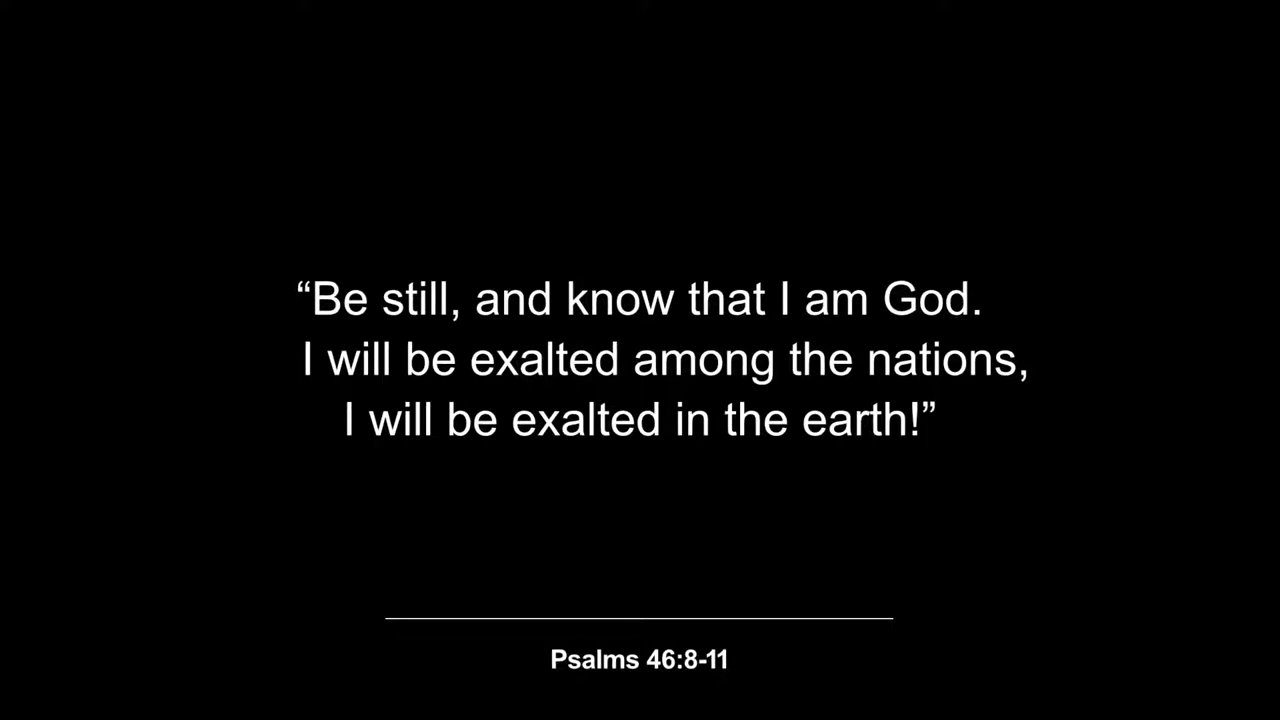 “Be still, and know that I am God.
I will be exalted among the nations,
I will be exalted in the earth!”
Psalms 46:8-11